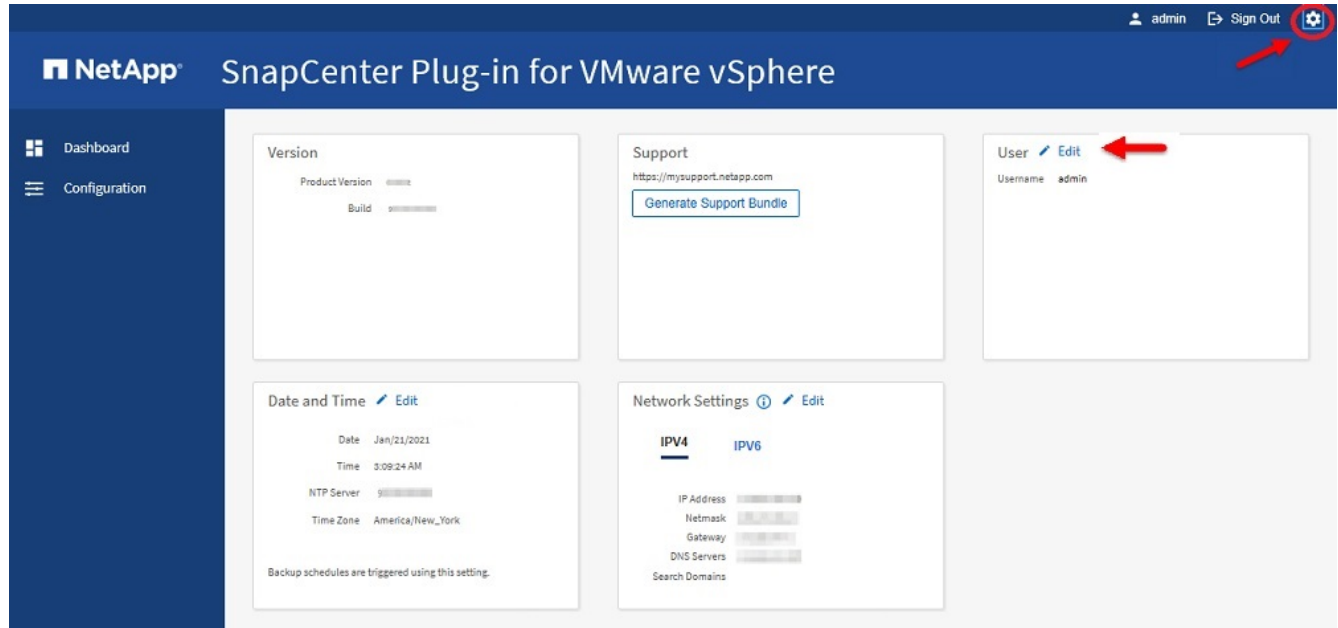 admin Sign Out
NetApp SnapCenter Plug-in for VMware vSphere
Dashboard
Configuration
Version
Product Version
Build
Support
https://mysupport.netapp.com
Generate Support Bundle
User Edit
Username admin
Date and Time Edit
Date Jan/21/2021
Time 3:09:24 AM
NTP Server
Time Zone America/New_York
Backup schedules are triggered using this setting.
Network Settings Edit
IPV4 IPV6
IP Address
Netmask
Gateway
DNS Servers
Search Domains